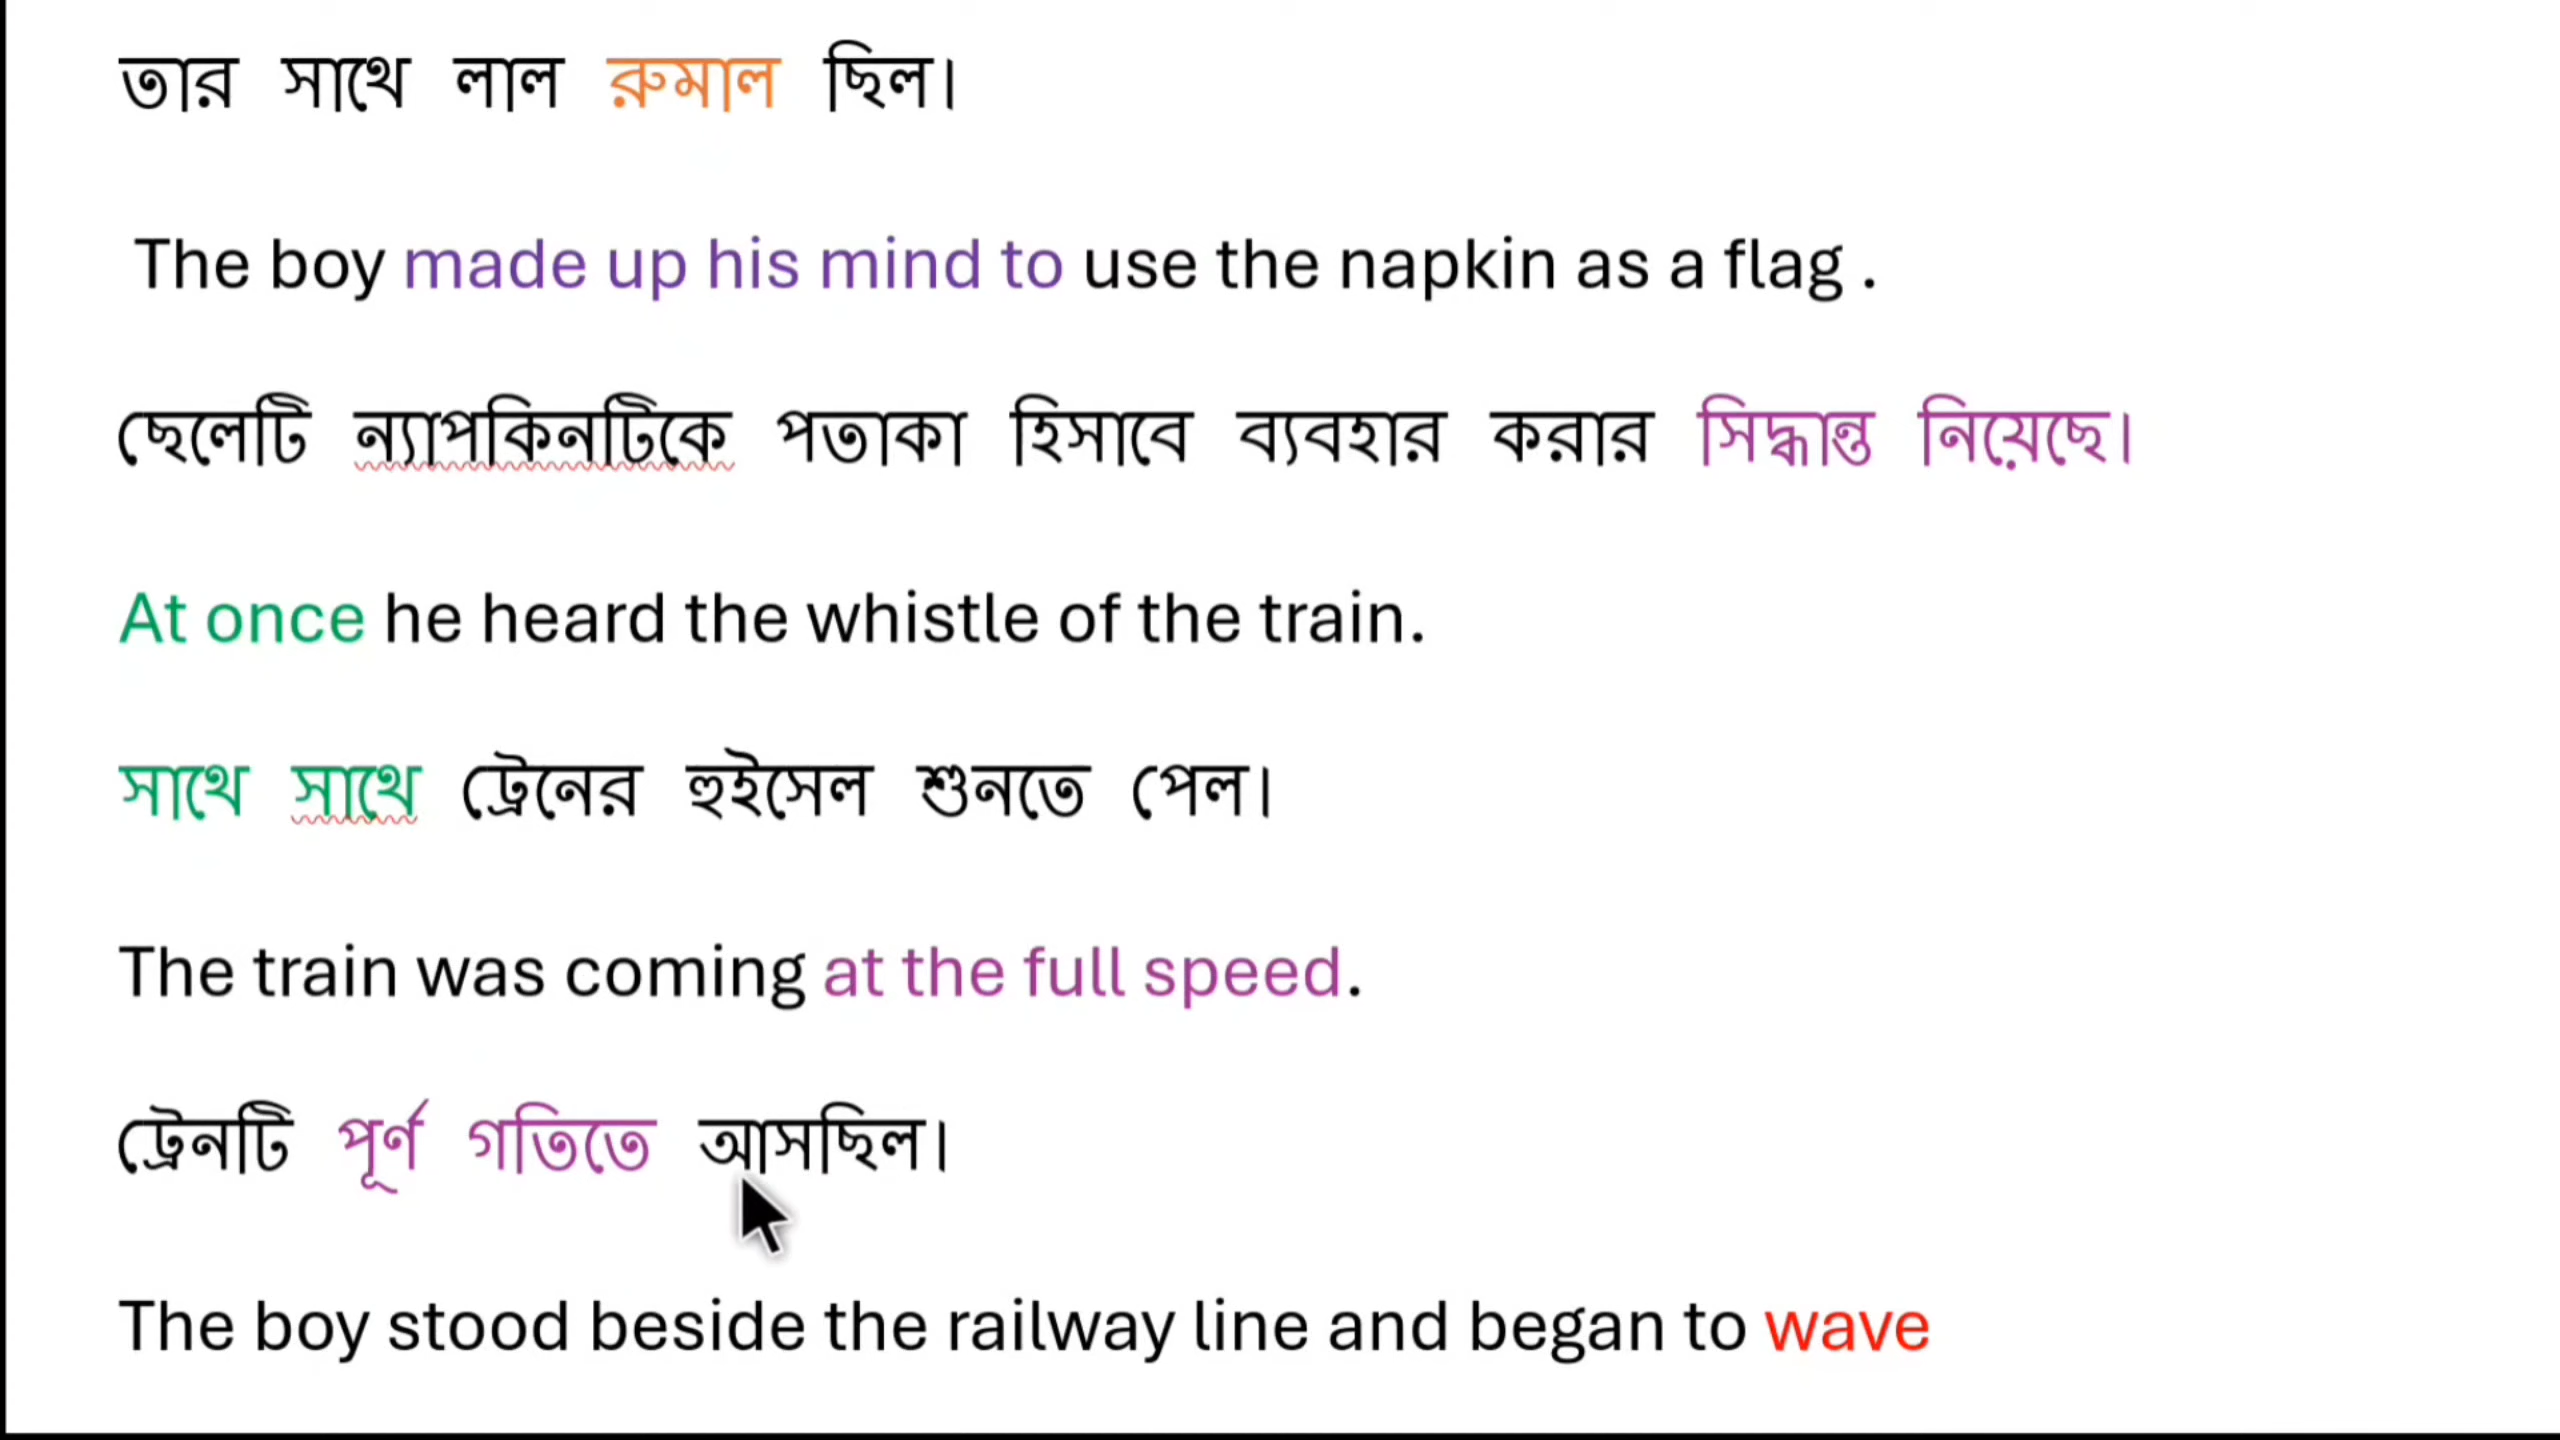 তার সাথে লাল রুমাল ছিল।
The boy made up his mind to use the napkin as a flag .
ছেলেটি ন্যাপকিনটিকে পতাকা হিসাবে ব্যবহার করার সিদ্ধান্ত নিয়েছে।
At once he heard the whistle of the train.
সাথে সাথে ট্রেনের হুইসেল শুনতে পেল।
The train was coming at the full speed.
ট্রেনটি পূর্ণ গতিতে আসছিল।
The boy stood beside the railway line and began to wave